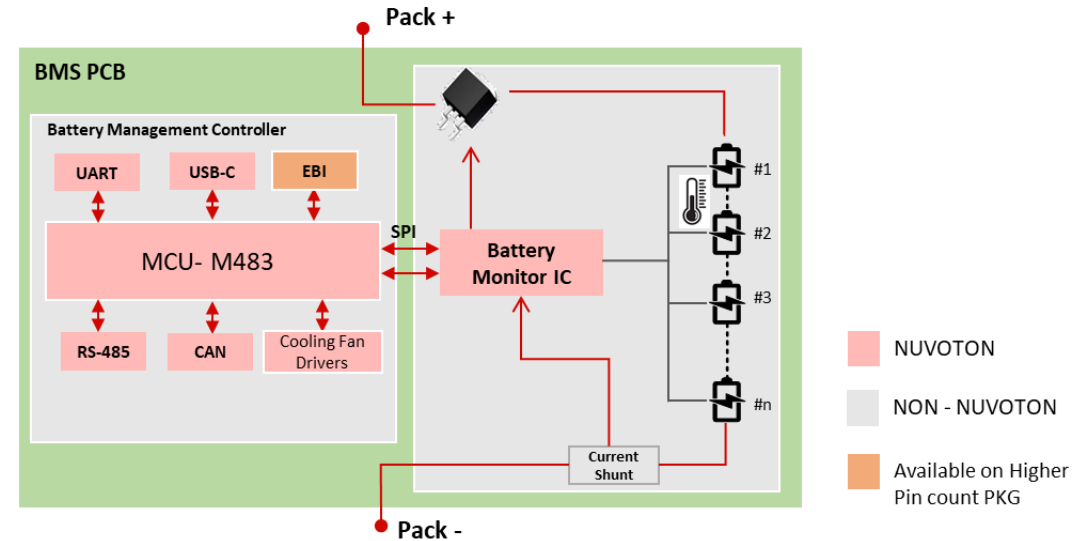 Pack +
BMS PCB
Battery Management Controller
UART
USB-C
EBI
MCU- M483
SPI
RS-485
CAN
Cooling Fan
Drivers
Battery
Monitor IC
#1
#2
#3
#n
Current
Shunt
Pack -
NUVOTON
NON - NUVOTON
Available on Higher
Pin count PKG